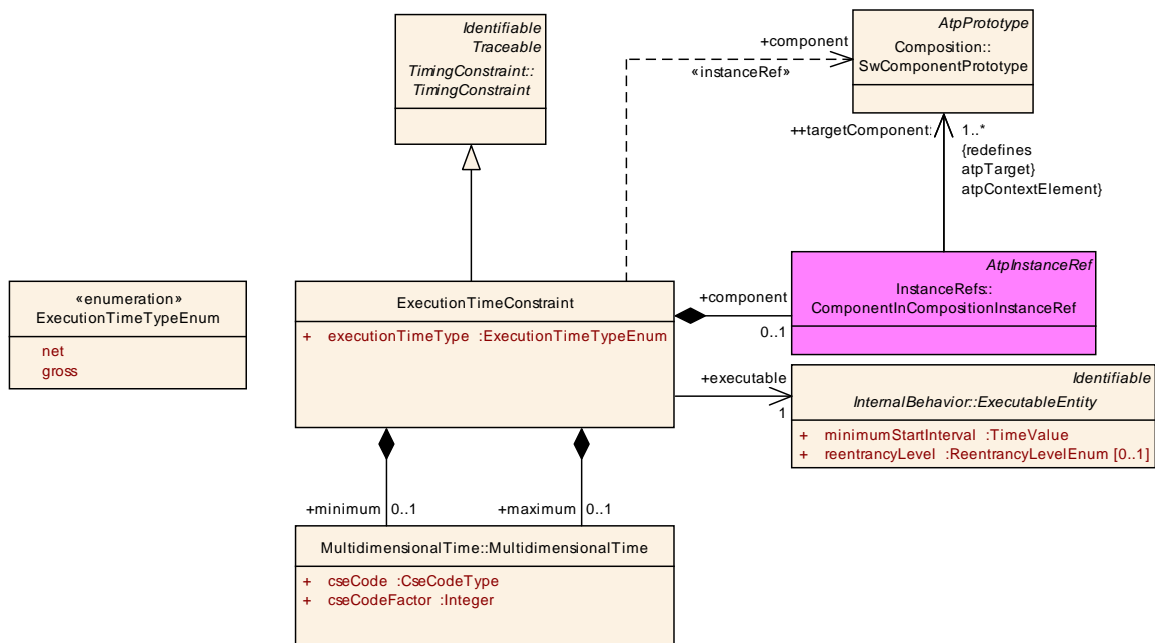 Identifiable
Traceable
TimingConstraint::
TimingConstraint
+component
«instanceRef»
AtpPrototype
Composition::
SwComponentPrototype
++targetComponent
1..*
{redefines
atpTarget}
atpContextElement}
«enumeration»
ExecutionTimeTypeEnum
net
gross
ExecutionTimeConstraint
+ executionTimeType :ExecutionTimeTypeEnum
+component
0..1
AtpInstanceRef
InstanceRefs::
ComponentInCompositionInstanceRef
+executable
1
Identifiable
InternalBehavior::ExecutableEntity
+ minimumStartInterval :TimeValue
+ reentrancyLevel :ReentrancyLevelEnum [0..1]
+minimum 0..1
+maximum 0..1
MultidimensionalTime::MultidimensionalTime
+ cseCode :CseCodeType
+ cseCodeFactor :Integer